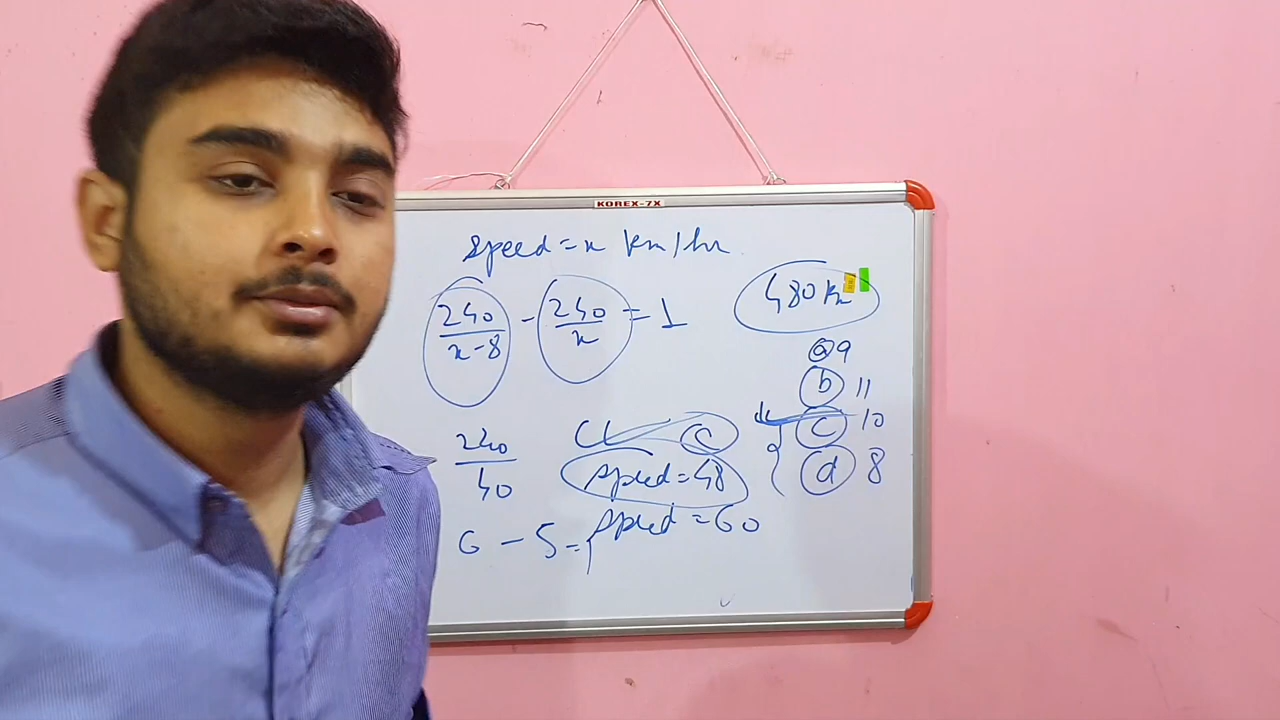 KOREX-7X
speed = x km/hr.
240/x-8 - 240/x = 1
480 km
a 9
b 11
c 10
d 8
240/40
c
speed = 48
speed = 60
6 - 5 = 1